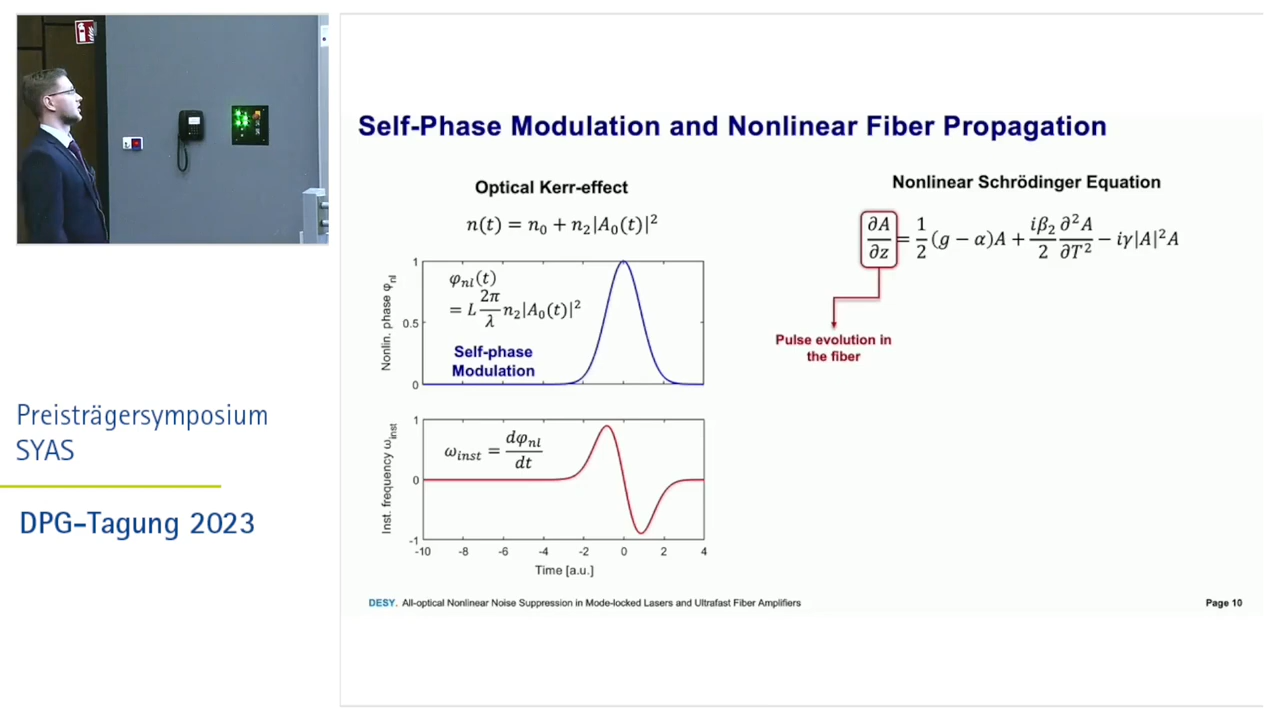 Self-Phase Modulation and Nonlinear Fiber Propagation
Optical Kerr-effect
n(t) = n₀ + n₂|A₀(t)|²
Nonlin. phase φₙₗ
1
0.5
0
φₙₗ(t)
= L 2π/λ n₂|A₀(t)|²
Self-phase
Modulation
Inst. frequency ω_inst
1
0
-1
ω_inst = dφₙₗ/dt
-10 -8 -6 -4 -2 0 2 4
Time [a.u.]
Nonlinear Schrödinger Equation
∂A/∂z = 1/2 (g − α)A + iβ₂/2 ∂²A/∂T² − iγ|A|²A
Pulse evolution in
the fiber
DESY. All-optical Nonlinear Noise Suppression in Mode-locked Lasers and Ultrafast Fiber Amplifiers
Page 10
Preisträgersymposium
SYAS
DPG-Tagung 2023